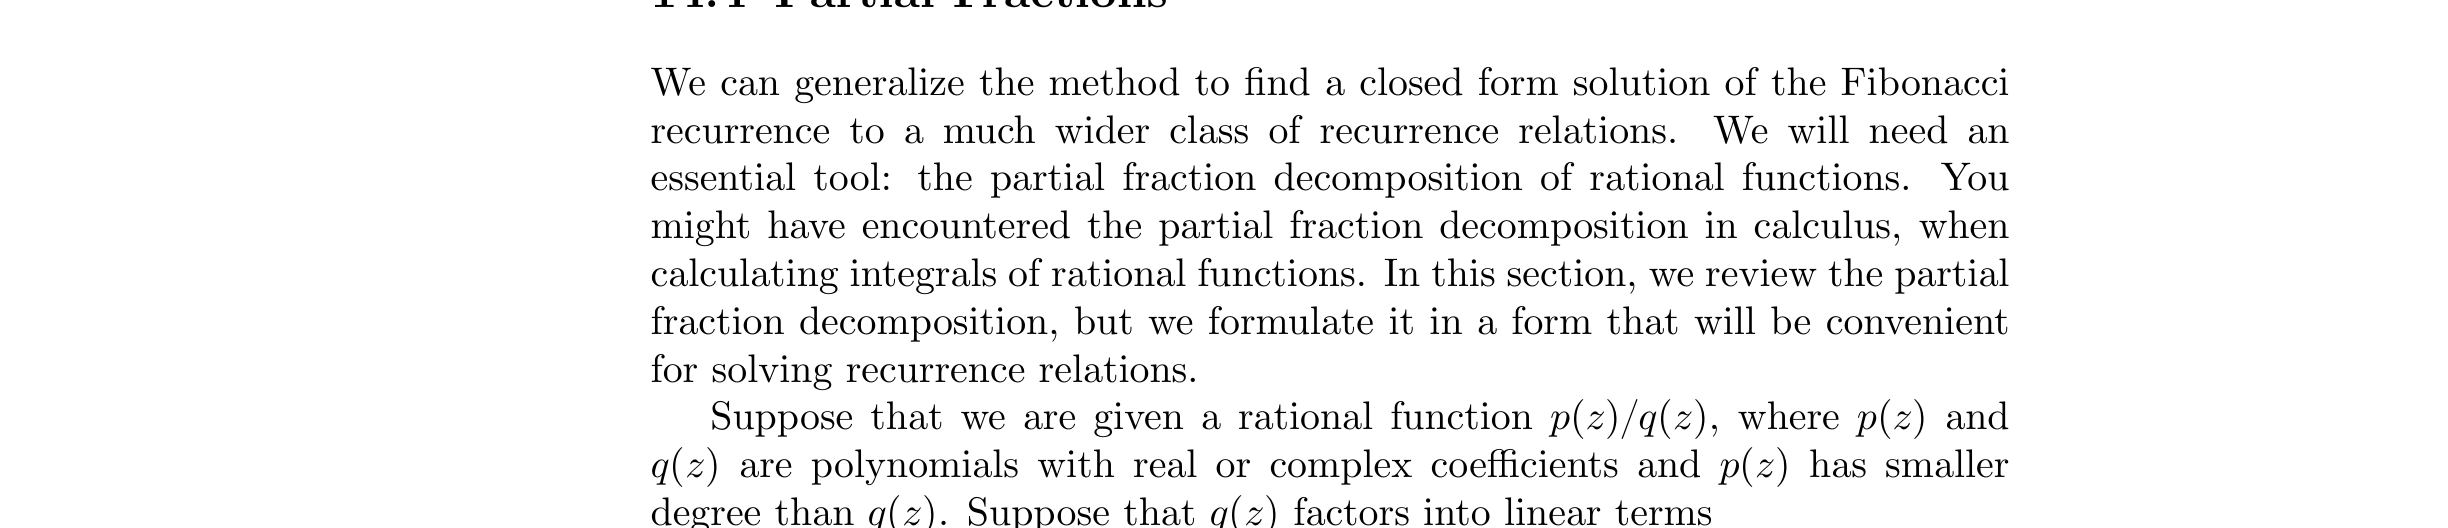 Partial Fractions
We can generalize the method to find a closed form solution of the Fibonacci
recurrence to a much wider class of recurrence relations. We will need an
essential tool: the partial fraction decomposition of rational functions. You
might have encountered the partial fraction decomposition in calculus, when
calculating integrals of rational functions. In this section, we review the partial
fraction decomposition, but we formulate it in a form that will be convenient
for solving recurrence relations.
Suppose that we are given a rational function p(z)/q(z), where p(z) and
q(z) are polynomials with real or complex coefficients and p(z) has smaller
degree than q(z). Suppose that q(z) factors into linear terms